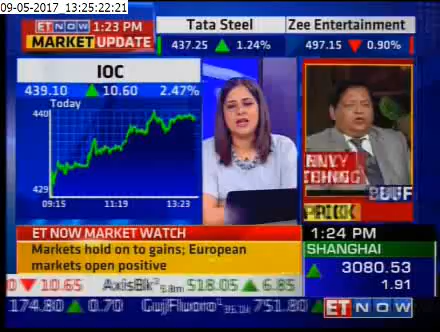 09-05-2017 13:25:22:21
ET NOW 1:23 PM
MARKET UPDATE
Tata Steel
437.25 ▲ 1.24%
Zee Entertainment
497.15 ▼ 0.90%
IOC
439.10 ▲ 10.60 2.47%
440
Today
429
09:15 11:19 13:23
ET NOW MARKET WATCH
Markets hold on to gains; European
markets open positive
1:24 PM
SHANGHAI
▲ 3080.53
1.91
▼ 10.65 AxisBk 5.8m 518.05 ▲ 6.85
174.80 ▲ 0.70 751.80 ▲
ET NOW